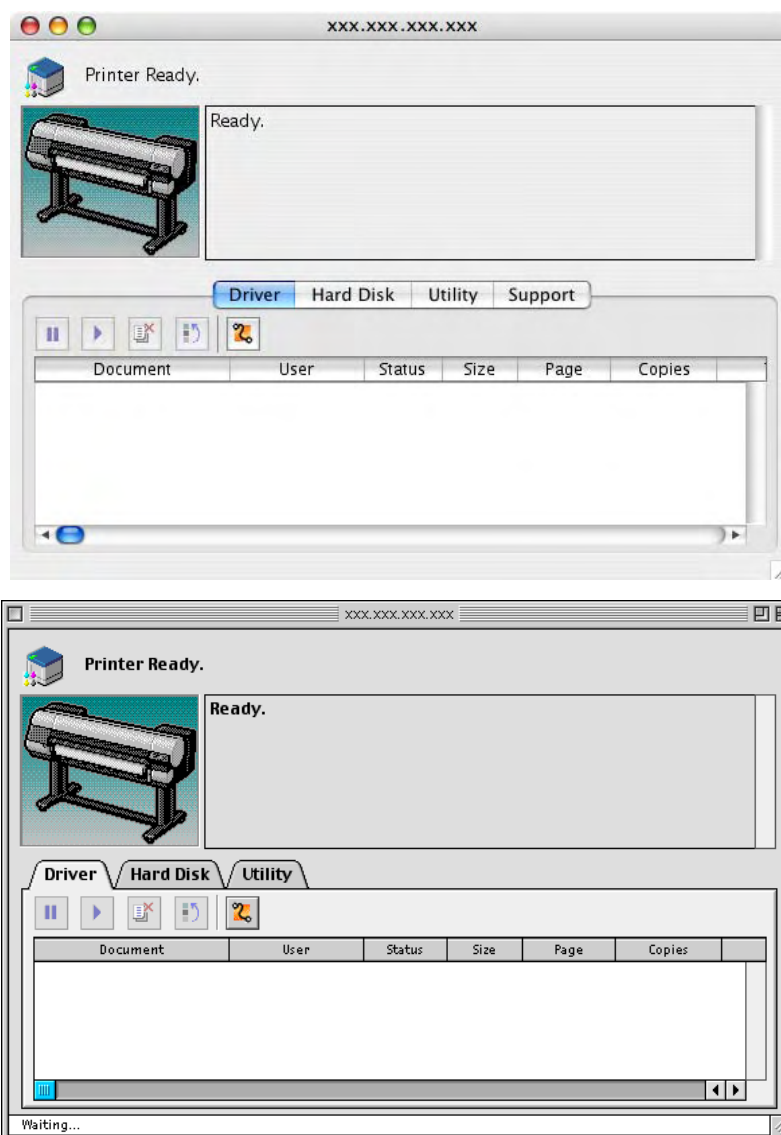 xxx.xxx.xxx.xxx
Printer Ready.
Ready.
Driver Hard Disk Utility Support
Document User Status Size Page Copies
xxx.xxx.xxx.xxx
Printer Ready.
Ready.
Driver Hard Disk Utility
Document User Status Size Page Copies
Waiting...